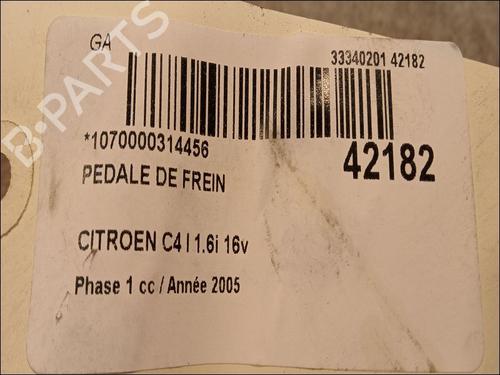 GA
33340201 42182
*1070000314456
42182
PEDALE DE FREIN
CITROEN C4 I 1.6i 16v
Phase 1 cc / Année 2005
B-PARTS